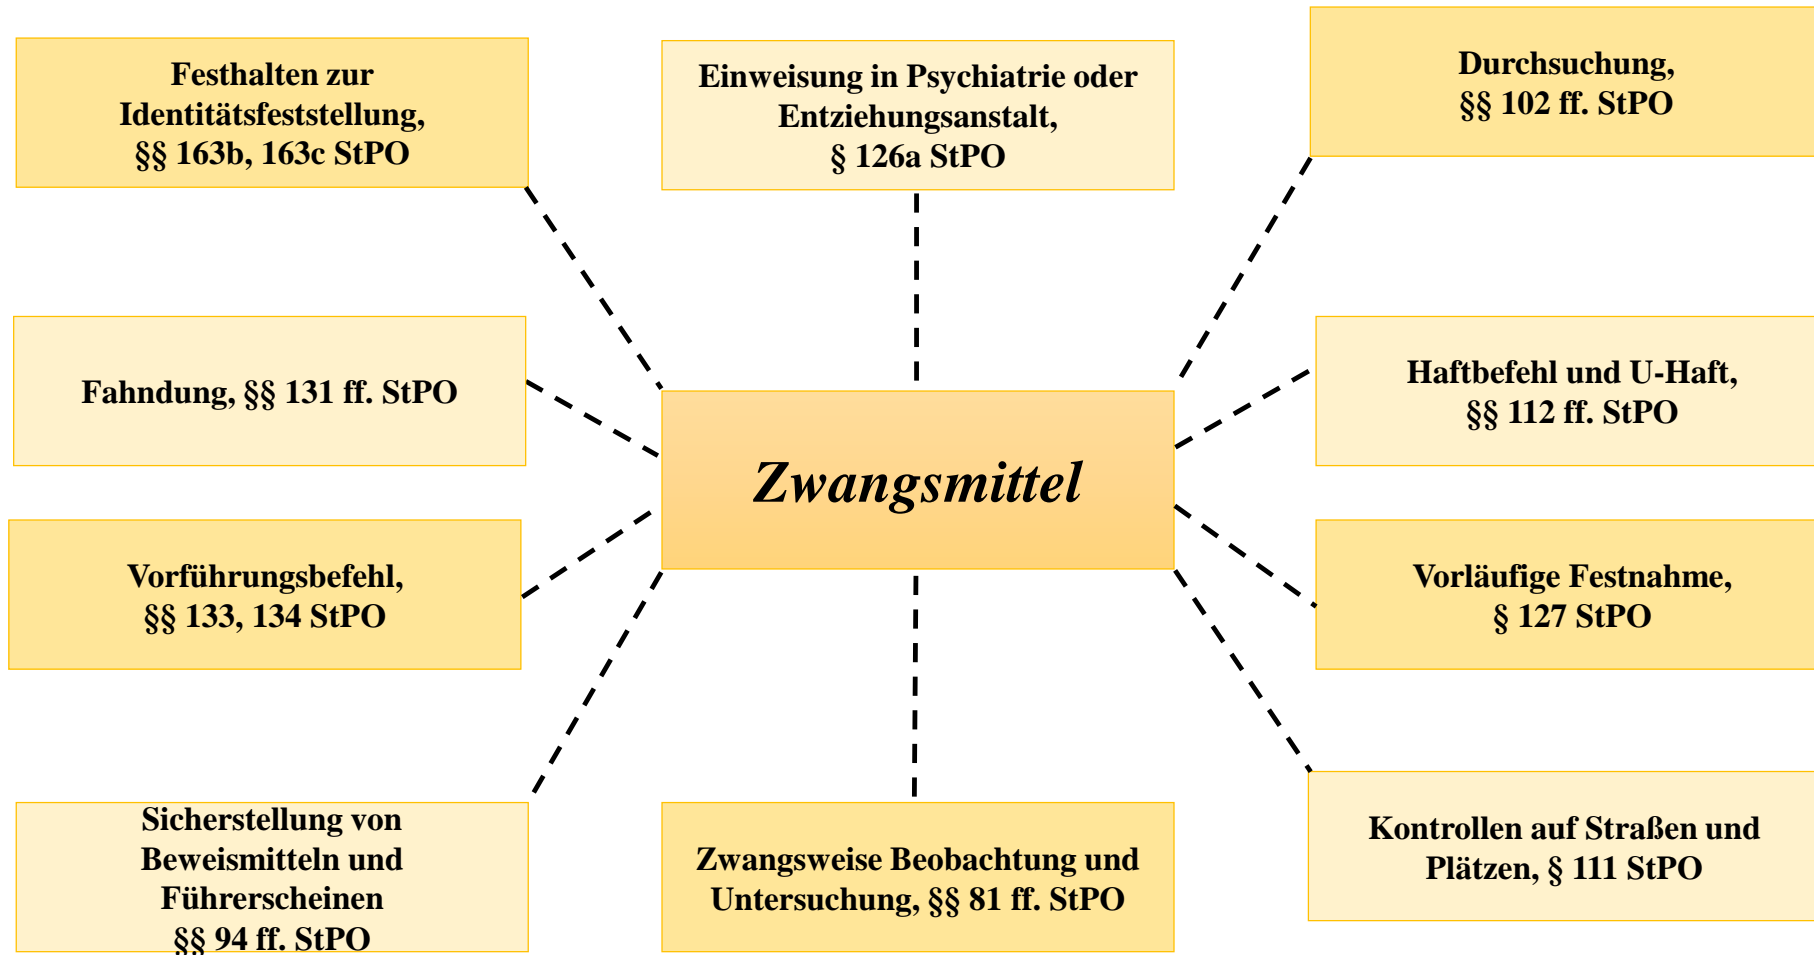 Festhalten zur
Identitätsfeststellung,
§§ 163b, 163c StPO
Einweisung in Psychiatrie oder
Entziehungsanstalt,
§ 126a StPO
Durchsuchung,
§§ 102 ff. StPO
Fahndung, §§ 131 ff. StPO
Haftbefehl und U-Haft,
§§ 112 ff. StPO
Zwangsmittel
Vorführungsbefehl,
§§ 133, 134 StPO
Vorläufige Festnahme,
§ 127 StPO
Sicherstellung von
Beweismitteln und
Führerscheinen
§§ 94 ff. StPO
Zwangsweise Beobachtung und
Untersuchung, §§ 81 ff. StPO
Kontrollen auf Straßen und
Plätzen, § 111 StPO